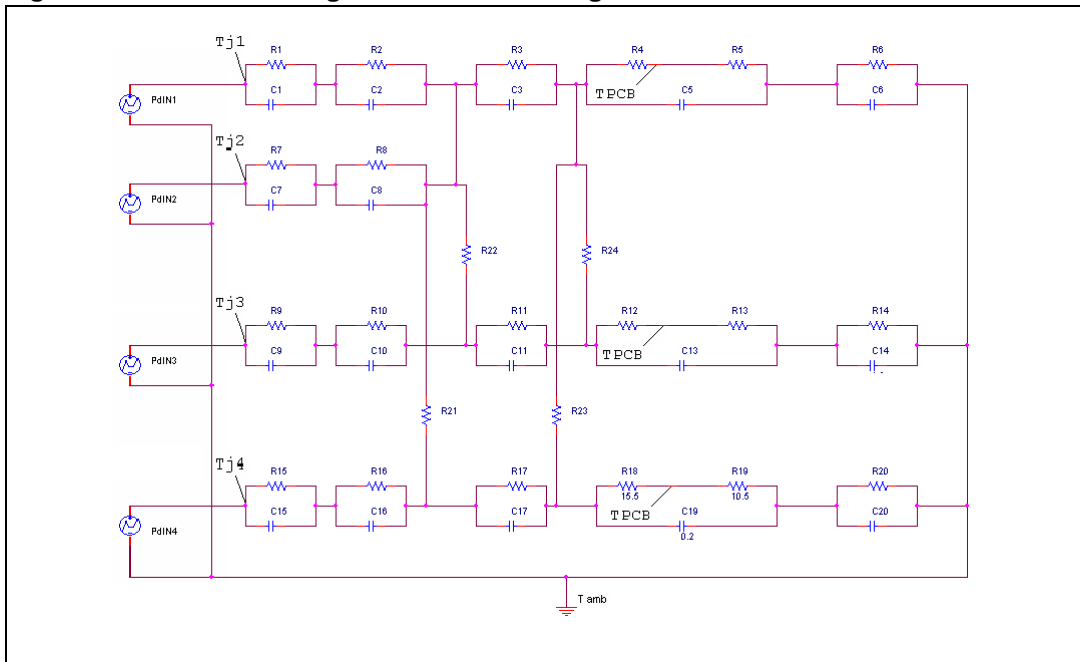 Tj1
R1
R2
R3
R4
R5
R6
C1
C2
C3
TPCB
C5
C6
PdIN1
Tj2
R7
R8
C7
C8
PdIN2
R22
R24
Tj3
R9
R10
R11
R12
R13
R14
C9
C10
C11
TPCB
C13
C14
PdIN3
R21
R23
Tj4
R15
R16
R17
R18
R19
R20
15.5
10.5
C15
C16
C17
TPCB
C19
C20
0.2
PdIN4
T amb